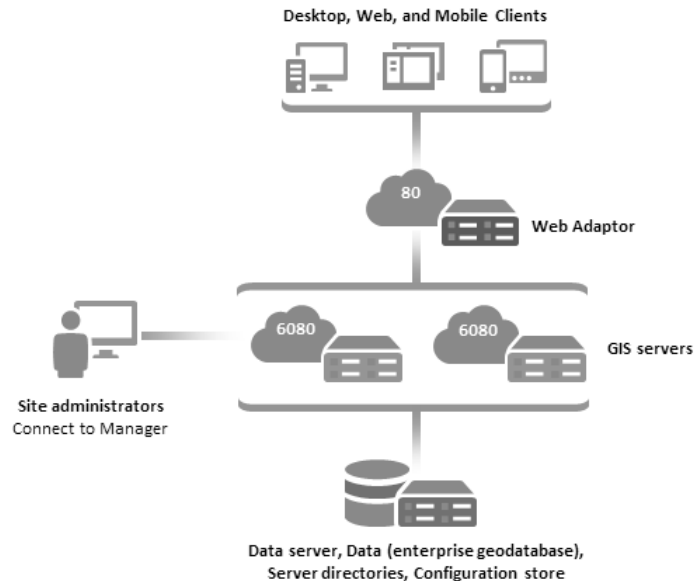 Desktop, Web, and Mobile Clients
80
Web Adaptor
6080
6080
GIS servers
Site administrators
Connect to Manager
Data server, Data (enterprise geodatabase),
Server directories, Configuration store